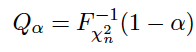 Q_α = F^{-1}_{χ^2_n}(1 − α)